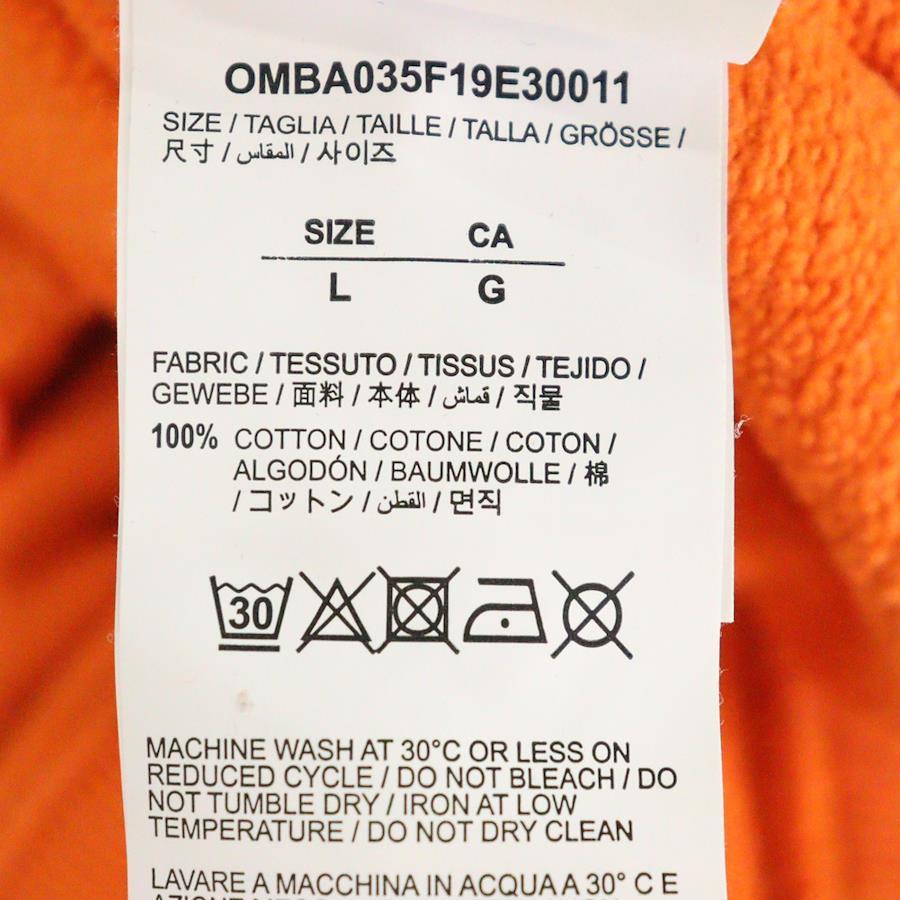 OMBA035F19E30011
SIZE / TAGLIA / TAILLE / TALLA / GRÖSSE /
尺寸 / المقاس / 사이즈
SIZE CA
L G
FABRIC / TESSUTO / TISSUS / TEJIDO /
GEWEBE / 面料 / 本体 / قماش / 직물
100% COTTON / COTONE / COTON /
ALGODÓN / BAUMWOLLE / 棉
/ コットン / القطن / 면직
30
MACHINE WASH AT 30°C OR LESS ON
REDUCED CYCLE / DO NOT BLEACH / DO
NOT TUMBLE DRY / IRON AT LOW
TEMPERATURE / DO NOT DRY CLEAN
LAVARE A MACCHINA IN ACQUA A 30° C E